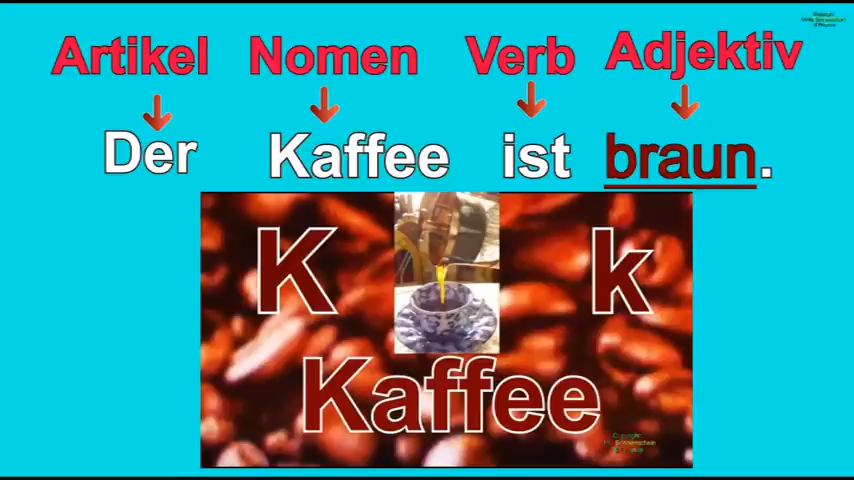 Artikel Nomen Verb Adjektiv
Der Kaffee ist braun.
K k
Kaffee